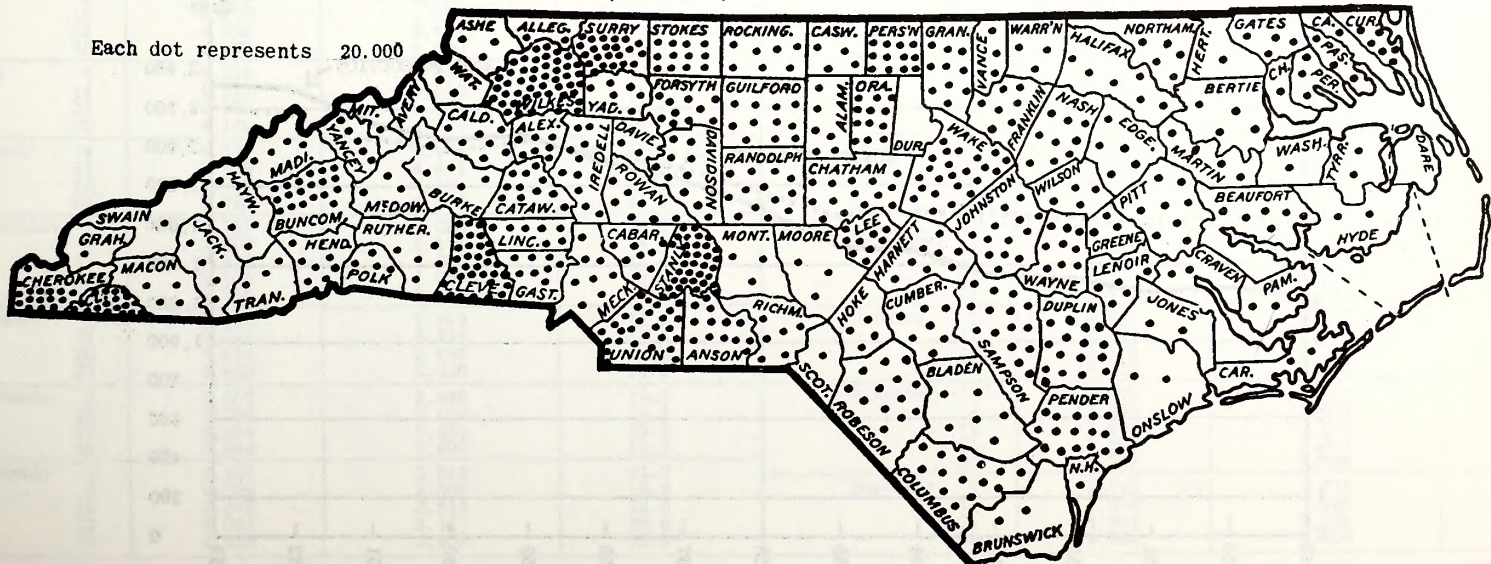 Each dot represents 20.000
ASHE ALLEG. SURRY STOKES ROCKING. CASW. PERS'N GRAN. VANCE WARR'N HALIFAX NORTHAM. HERT. GATES CA. CUR.
PAS.
PER.
CH.
WAT. WILKES YAD. FORSYTH GUILFORD ALAM. ORA. DUR. FRANKLIN NASH BERTIE
MIT. AVERY CALD. ALEX. IREDELL DAVIE DAVIDSON RANDOLPH CHATHAM WAKE EDGE. MARTIN WASH. TYRR. DARE
MADI. YANCEY ROWAN WILSON
HAYW. BUNCOM. McDOW. BURKE CATAW. JOHNSTON PITT BEAUFORT HYDE
SWAIN GRAH. JACK. HEND. RUTHER. LINC. CABAR. STANLY MONT. MOORE LEE HARNETT GREENE
CHEROKEE MACON TRAN. POLK CLEVE. GAST. MECK. WAYNE LENOIR CRAVEN PAM.
UNION ANSON RICHM. HOKE CUMBER. SAMPSON DUPLIN JONES
SCOT. ROBESON BLADEN PENDER ONSLOW CAR.
COLUMBUS N.H.
BRUNSWICK